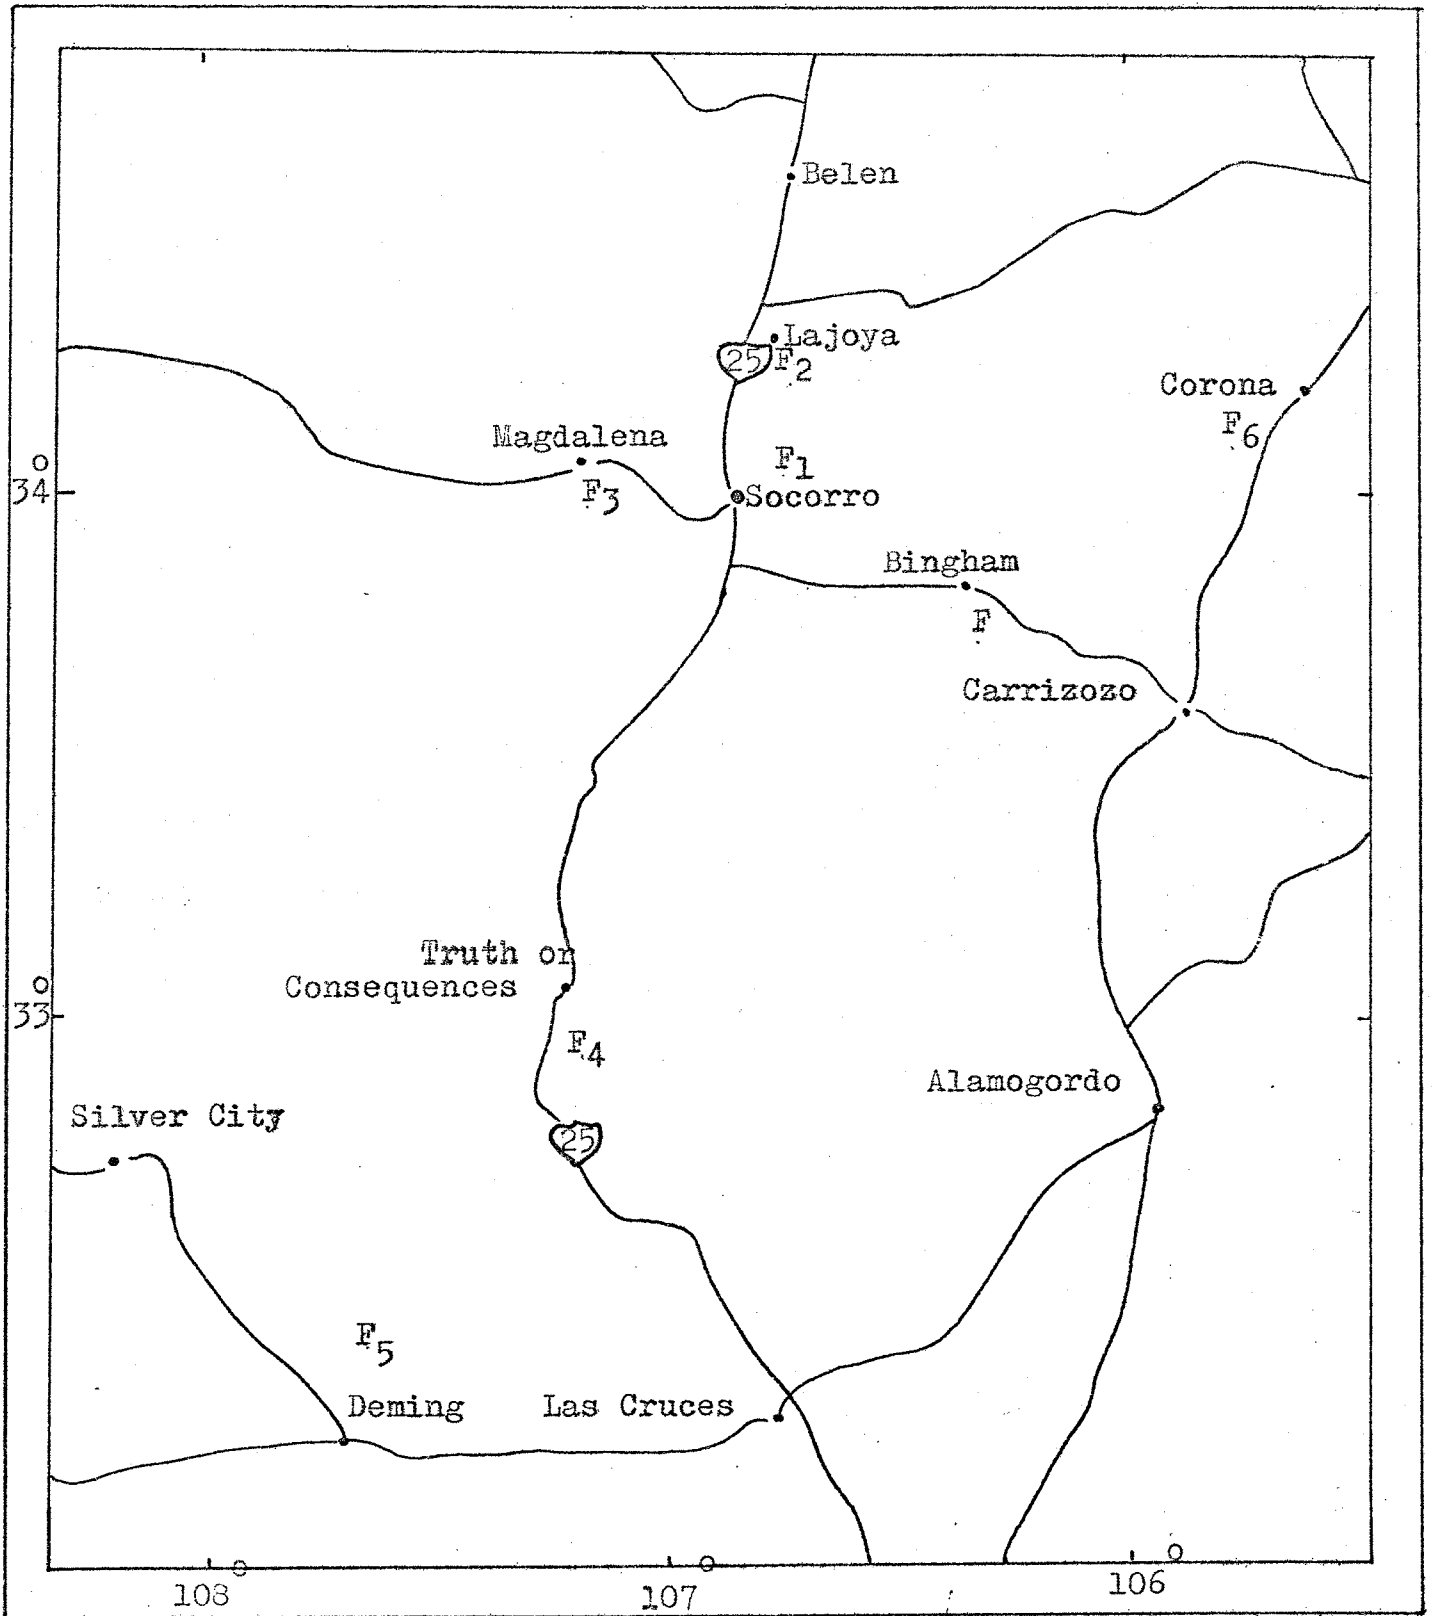 Belen
Lajoya
25 F2
Corona
F6
Magdalena
F1
34°
F3
Socorro
Bingham
F
Carrizozo
Truth or
Consequences
33°
F4
Alamogordo
Silver City
25
F5
Deming
Las Cruces
108°
107°
106°